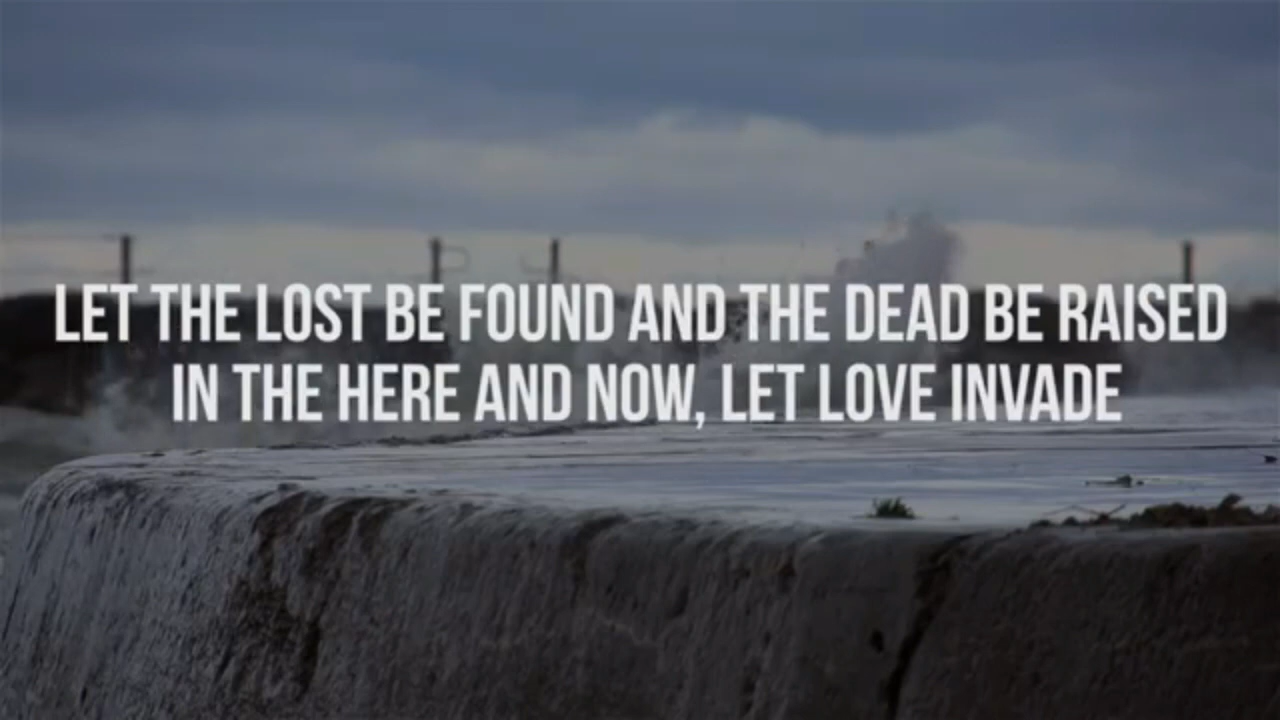 LET THE LOST BE FOUND AND THE DEAD BE RAISED
IN THE HERE AND NOW, LET LOVE INVADE